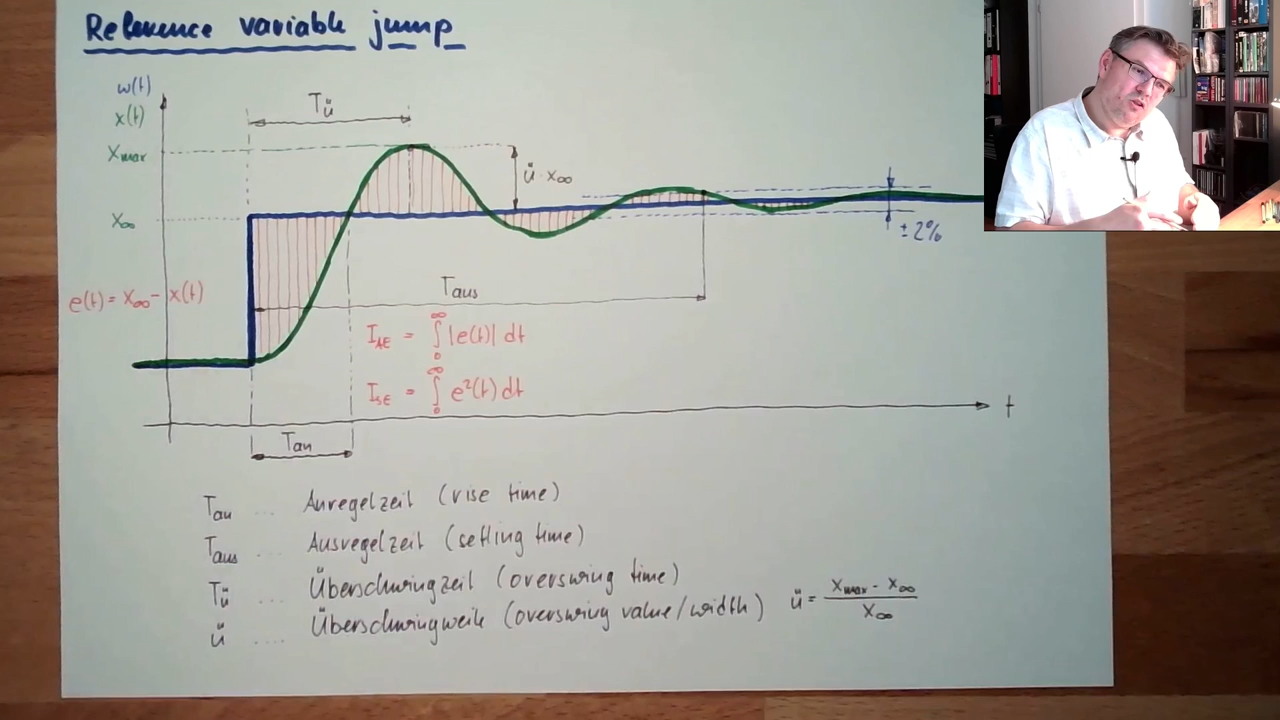 Reference variable jump
w(t)
x(t)
Tü
xmax
ü · x∞
x∞
± 2%
Taus
e(t) = x∞ - x(t)
IAE = ∫0∞ |e(t)| dt
ISE = ∫0∞ e²(t) dt
t
Tan
Tan .... Anregelzeit (rise time)
Taus .... Ausregelzeit (settling time)
Tü .... Überschwingzeit (overswing time)
ü .... Überschwingweite (overswing value/width) ü = (xmax - x∞) / x∞